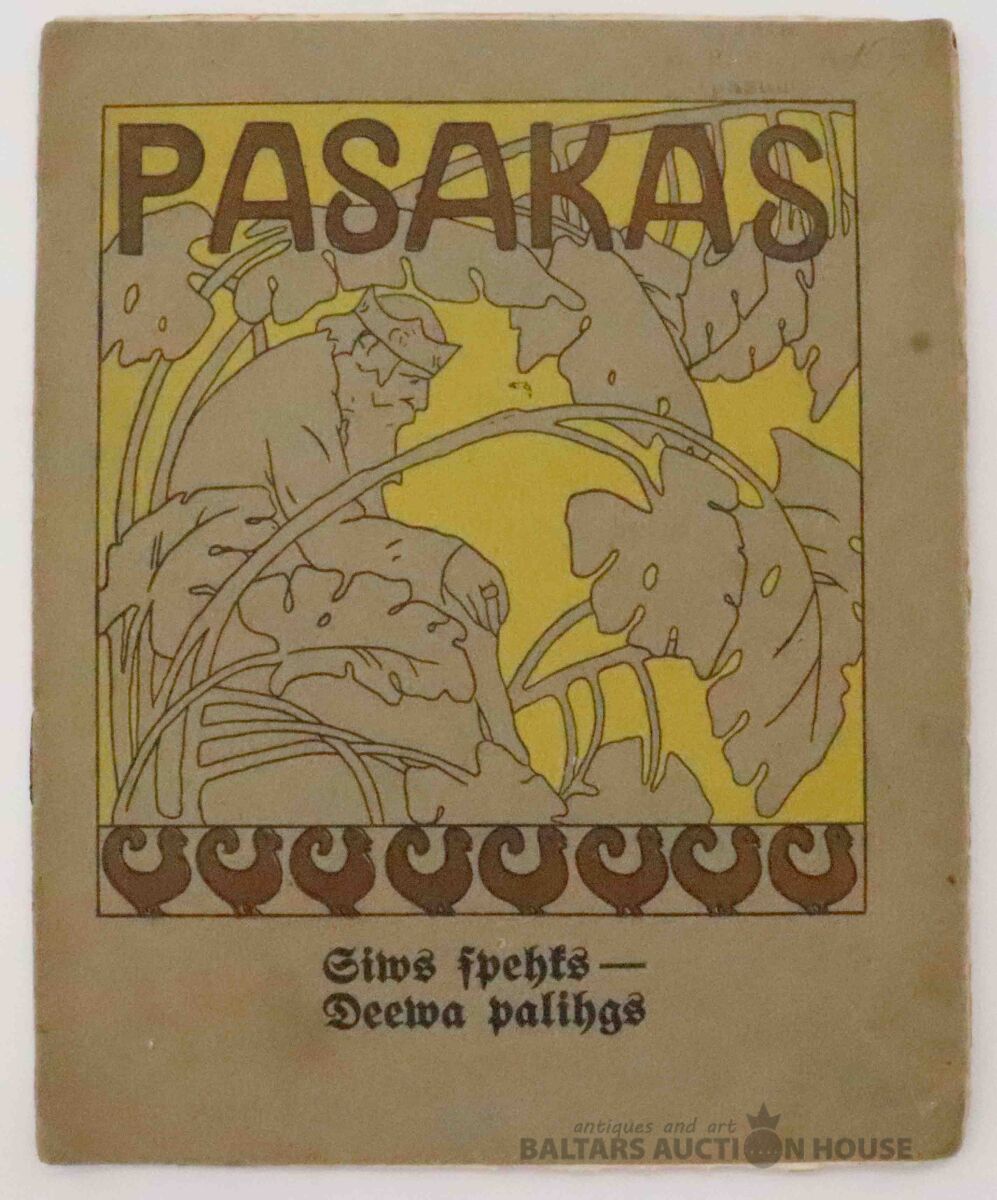 PASAKAS
Siws ſpehks —
Deewa palihgs
antiques and art
BALTARS AUCTION HOUSE